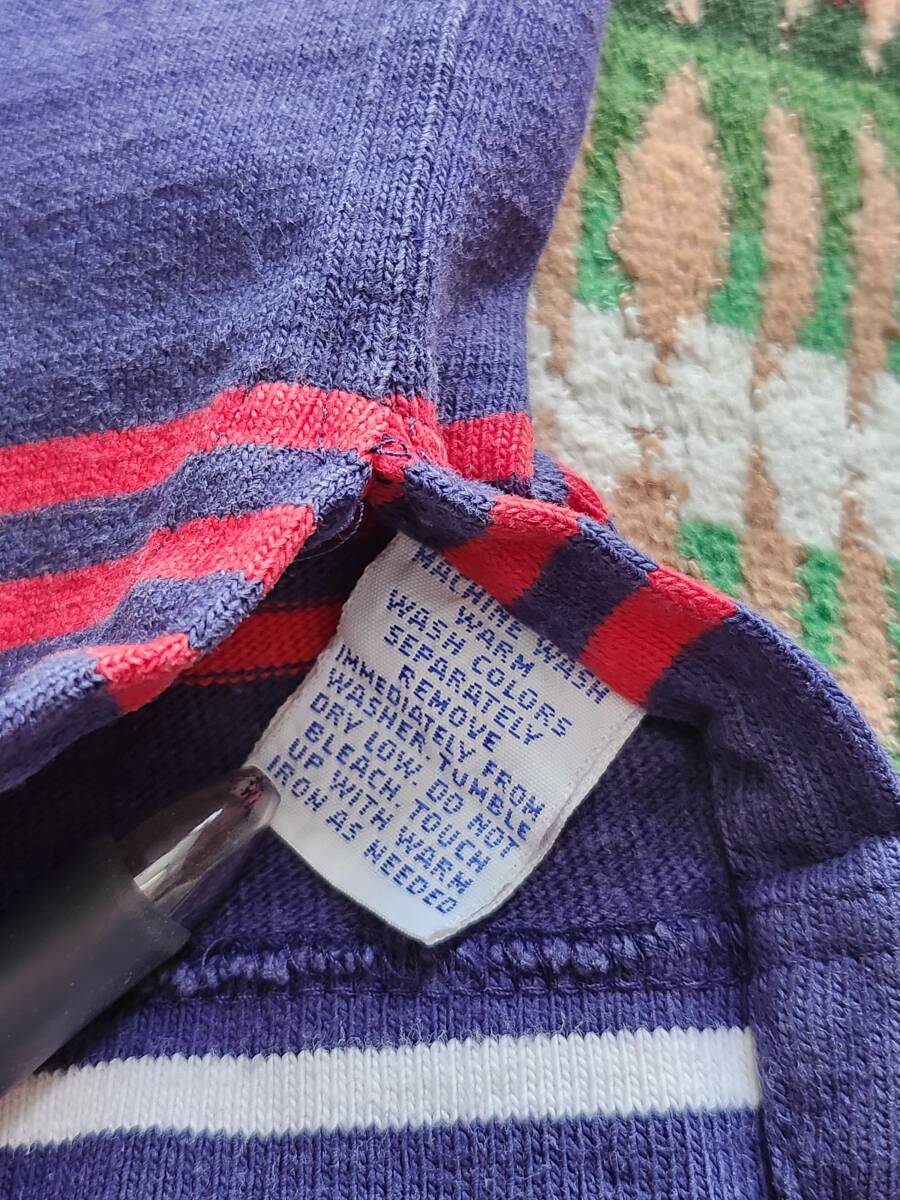 MACHINE WASH
WARM
WASH COLORS
SEPARATELY
REMOVE
IMMEDIATELY FROM
WASHER, TUMBLE
DRY LOW, DO NOT
BLEACH, TOUCH
UP WITH WARM
IRON AS
NEEDED